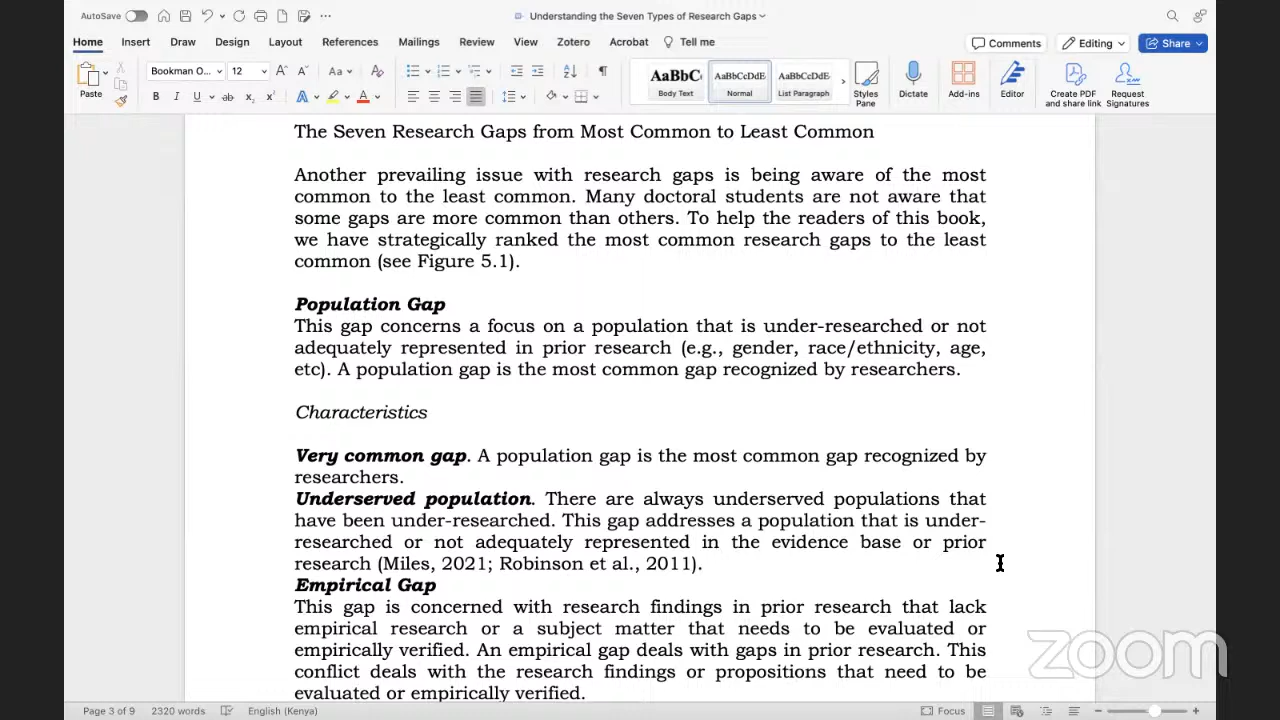 AutoSave
Understanding the Seven Types of Research Gaps
Home Insert Draw Design Layout References Mailings Review View Zotero Acrobat Tell me
Comments Editing Share
Paste
Bookman O... 12 A A Aa A
B I U ab x x A A
AaBbC AaBbCcDdE AaBbCcDdE
Body Text Normal List Paragraph
Styles Pane
Dictate
Add-ins
Editor
Create PDF and share link
Request Signatures
The Seven Research Gaps from Most Common to Least Common
Another prevailing issue with research gaps is being aware of the most
common to the least common. Many doctoral students are not aware that
some gaps are more common than others. To help the readers of this book,
we have strategically ranked the most common research gaps to the least
common (see Figure 5.1).
Population Gap
This gap concerns a focus on a population that is under-researched or not
adequately represented in prior research (e.g., gender, race/ethnicity, age,
etc). A population gap is the most common gap recognized by researchers.
Characteristics
Very common gap. A population gap is the most common gap recognized by
researchers.
Underserved population. There are always underserved populations that
have been under-researched. This gap addresses a population that is under-
researched or not adequately represented in the evidence base or prior
research (Miles, 2021; Robinson et al., 2011).
Empirical Gap
This gap is concerned with research findings in prior research that lack
empirical research or a subject matter that needs to be evaluated or
empirically verified. An empirical gap deals with gaps in prior research. This
conflict deals with the research findings or propositions that need to be
evaluated or empirically verified.
zoom
Page 3 of 9 2320 words English (Kenya) Focus